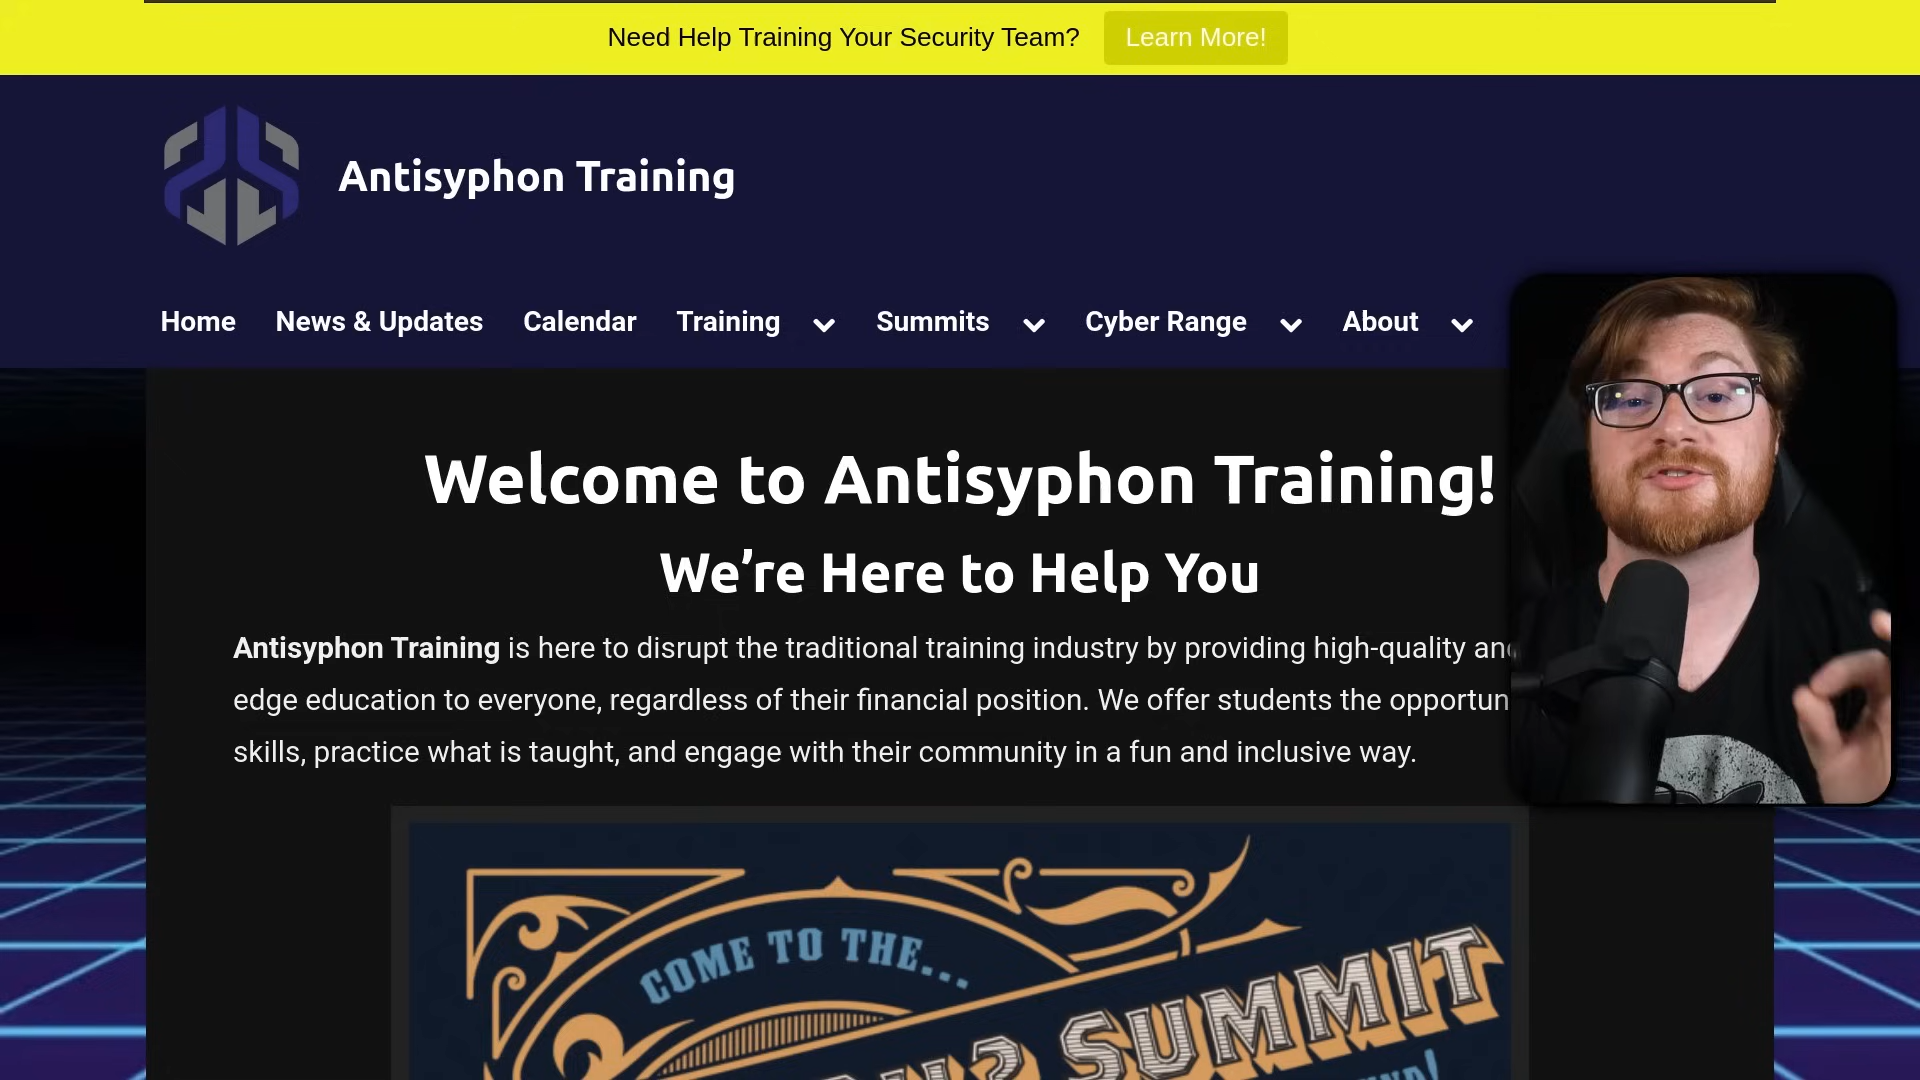 Need Help Training Your Security Team? Learn More!
Antisyphon Training
Home News & Updates Calendar Training Summits Cyber Range About
Welcome to Antisyphon Training!
We’re Here to Help You
Antisyphon Training is here to disrupt the traditional training industry by providing high-quality
edge education to everyone, regardless of their financial position. We offer students the
skills, practice what is taught, and engage with their community in a fun and inclusive way.
COME TO THE...
SUMMIT